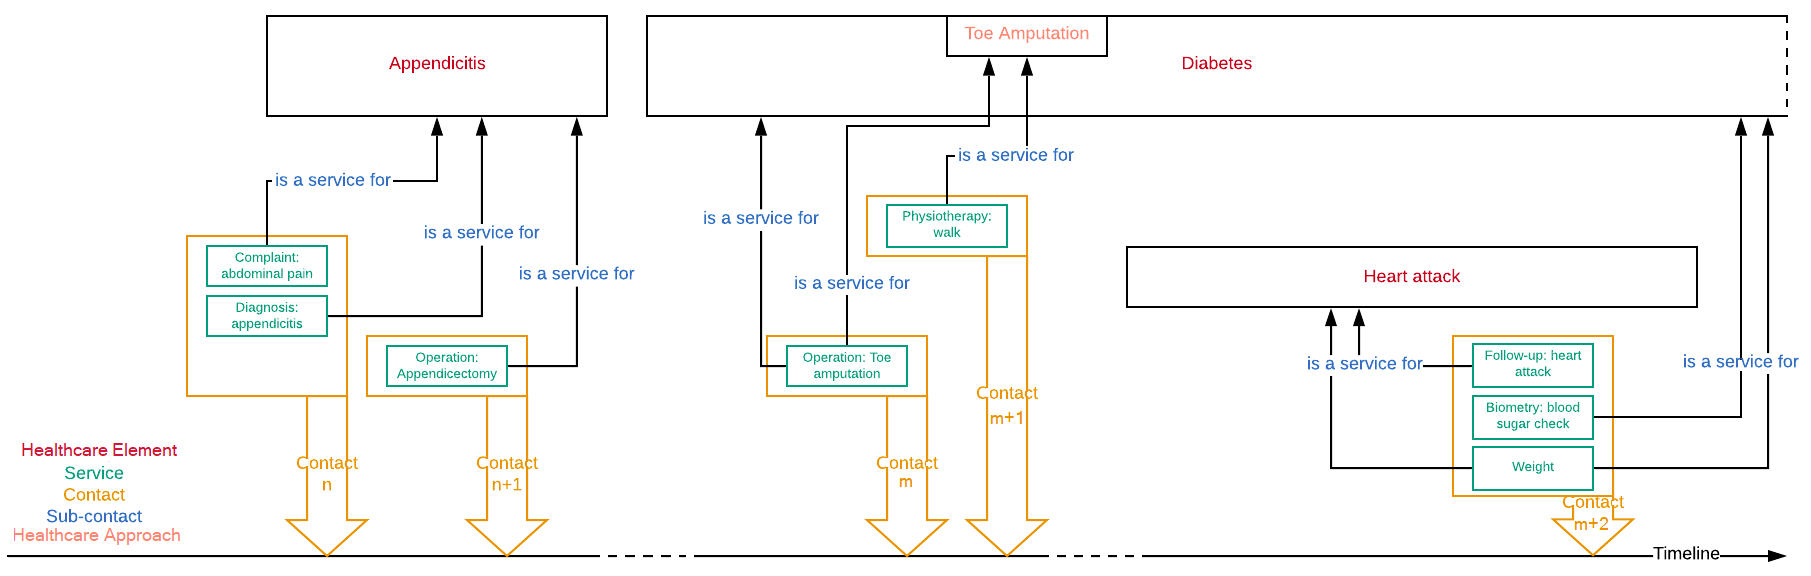 Toe Amputation
Appendicitis
Diabetes
is a service for
is a service for
is a service for
is a service for
is a service for
Physiotherapy:
walk
Complaint:
abdominal pain
is a service for
is a service for
Heart attack
Diagnosis:
appendicitis
Operation:
Appendicectomy
Operation: Toe
amputation
is a service for
Follow-up: heart
attack
is a service for
Contact
m+1
Biometry: blood
sugar check
Weight
Healthcare Element
Service
Contact
Sub-contact
Healthcare Approach
Contact
n
Contact
n+1
Contact
m
Contact
m+2
Timeline